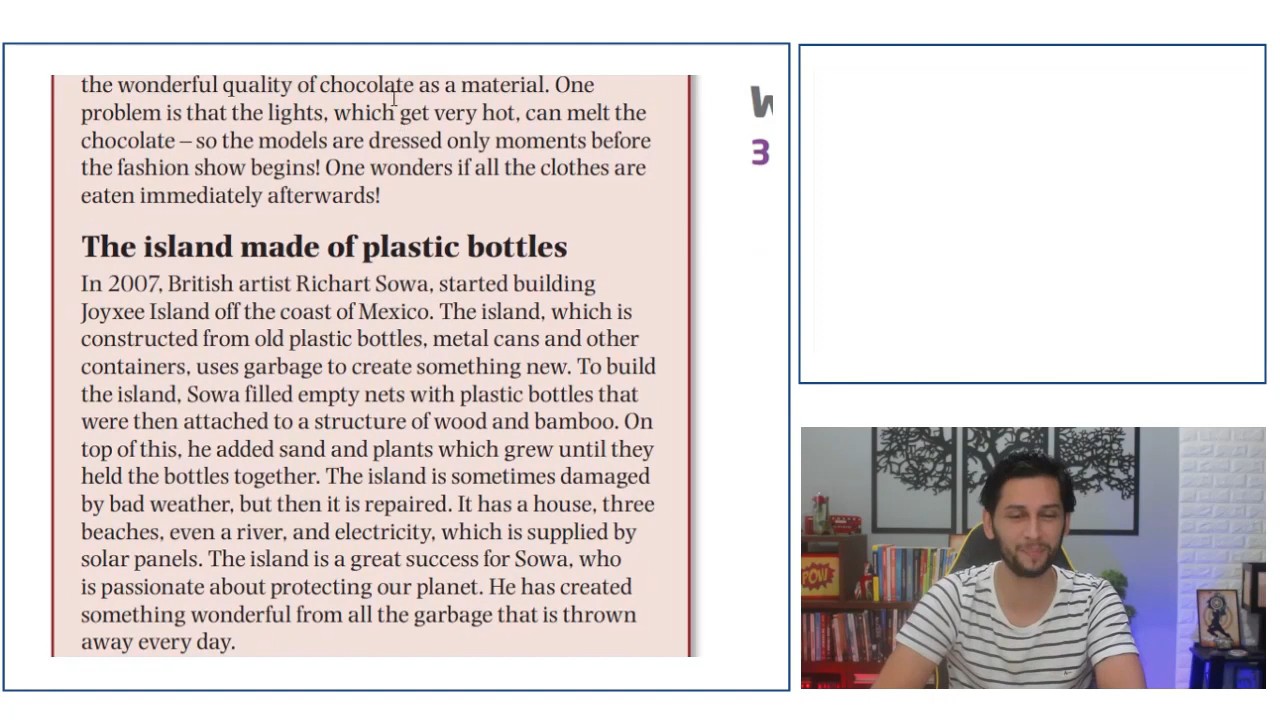 the wonderful quality of chocolate as a material. One
problem is that the lights, which get very hot, can melt the
chocolate – so the models are dressed only moments before
the fashion show begins! One wonders if all the clothes are
eaten immediately afterwards!
The island made of plastic bottles
In 2007, British artist Richart Sowa, started building
Joyxee Island off the coast of Mexico. The island, which is
constructed from old plastic bottles, metal cans and other
containers, uses garbage to create something new. To build
the island, Sowa filled empty nets with plastic bottles that
were then attached to a structure of wood and bamboo. On
top of this, he added sand and plants which grew until they
held the bottles together. The island is sometimes damaged
by bad weather, but then it is repaired. It has a house, three
beaches, even a river, and electricity, which is supplied by
solar panels. The island is a great success for Sowa, who
is passionate about protecting our planet. He has created
something wonderful from all the garbage that is thrown
away every day.
3
POW